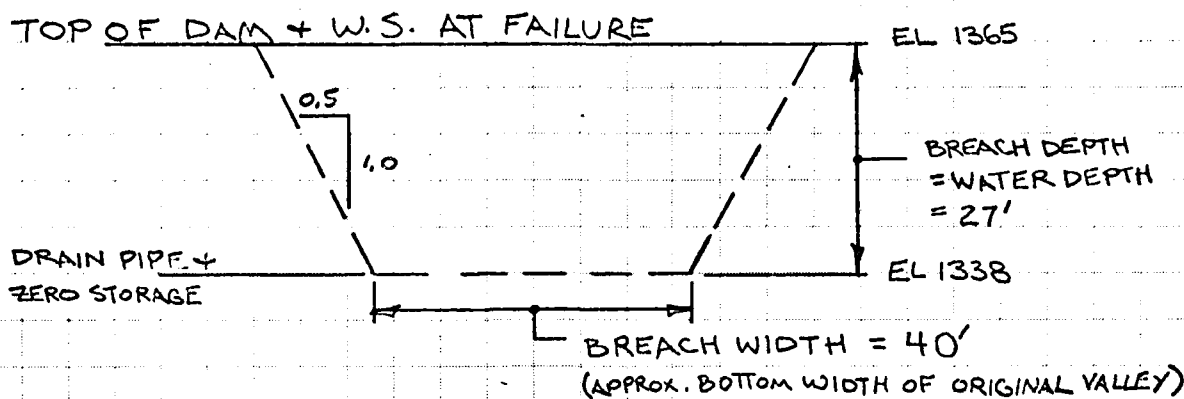 TOP OF DAM + W.S. AT FAILURE
EL 1365
0.5
1.0
BREACH DEPTH
=WATER DEPTH
= 27'
DRAIN PIPE +
ZERO STORAGE
EL 1338
BREACH WIDTH = 40'
(APPROX. BOTTOM WIDTH OF ORIGINAL VALLEY)